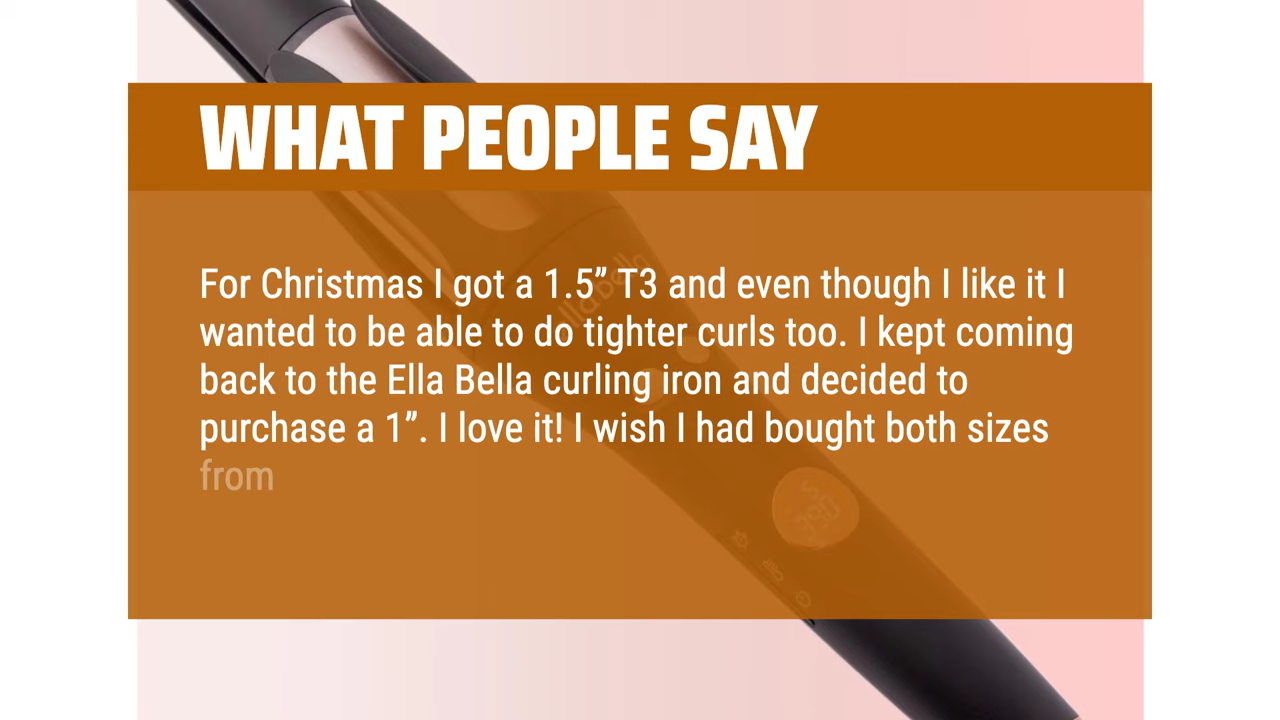 WHAT PEOPLE SAY
For Christmas I got a 1.5” T3 and even though I like it I
wanted to be able to do tighter curls too. I kept coming
back to the Ella Bella curling iron and decided to
purchase a 1”. I love it! I wish I had bought both sizes
from